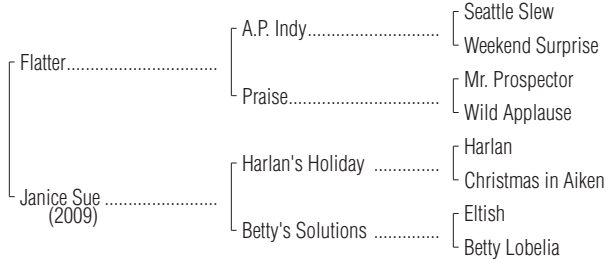 Seattle Slew
A.P. Indy
Weekend Surprise
Flatter
Mr. Prospector
Praise
Wild Applause
Harlan
Harlan's Holiday
Christmas in Aiken
Janice Sue
(2009)
Eltish
Betty's Solutions
Betty Lobelia